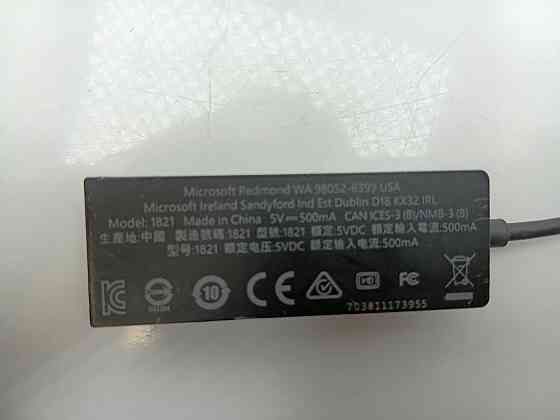 Microsoft Redmond WA 98052-6399 USA
Microsoft Ireland Sandyford Ind Est Dublin D18 KX32 IRL
Model: 1821 Made in China 5V⎓500mA CAN ICES-3 (B)/NMB-3 (B)
生產地:中國 製造號碼:1821 型號:1821 額定電壓:5VDC 額定輸入電流:500mA
型号:1821 额定电压:5VDC 额定输入电流:500mA
10 CE FC
703811173955